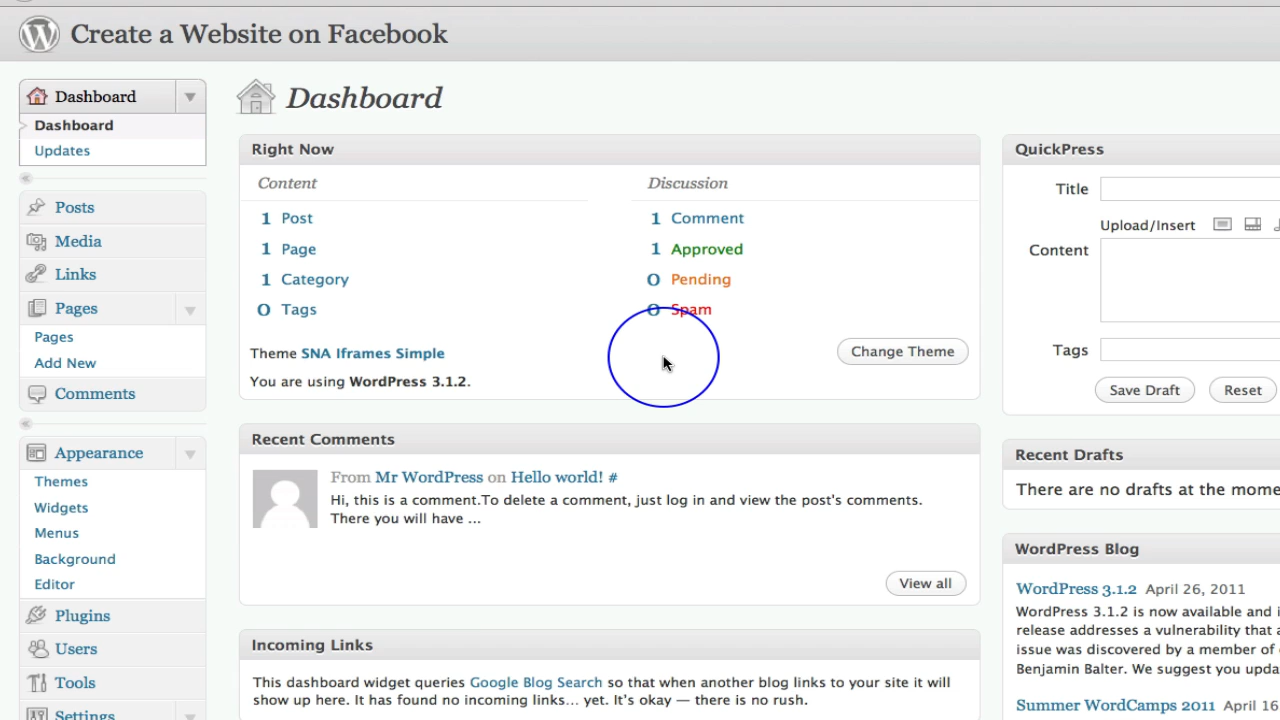 Create a Website on Facebook
Dashboard
Dashboard
Updates
Posts
Media
Links
Pages
Pages
Add New
Comments
Appearance
Themes
Widgets
Menus
Background
Editor
Plugins
Users
Tools
Settings
Dashboard
Right Now
Content
1 Post
1 Page
1 Category
0 Tags
Discussion
1 Comment
1 Approved
0 Pending
0 Spam
Theme SNA Iframes Simple
Change Theme
You are using WordPress 3.1.2.
Recent Comments
From Mr WordPress on Hello world! #
Hi, this is a comment.To delete a comment, just log in and view the post's comments.
There you will have ...
View all
Incoming Links
This dashboard widget queries Google Blog Search so that when another blog links to your site it will
show up here. It has found no incoming links… yet. It's okay — there is no rush.
QuickPress
Title
Upload/Insert
Content
Tags
Save Draft
Reset
Recent Drafts
There are no drafts at the mome
WordPress Blog
WordPress 3.1.2 April 26, 2011
WordPress 3.1.2 is now available and i
release addresses a vulnerability that a
issue was discovered by a member of
Benjamin Balter. We suggest you upda
Summer WordCamps 2011 April 16